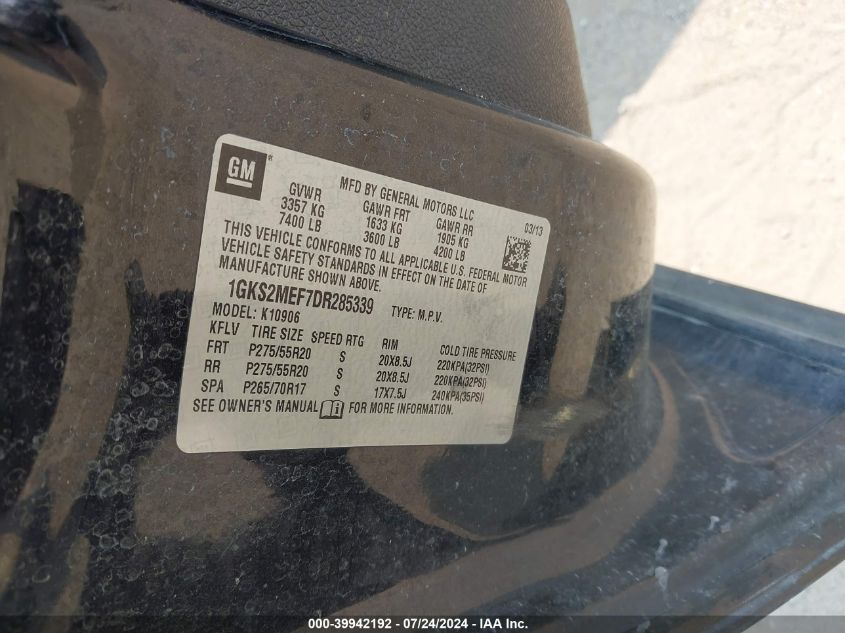 GM
MFD BY GENERAL MOTORS LLC 03/13
GVWR GAWR FRT GAWR RR
3357 KG 1633 KG 1905 KG
7400 LB 3600 LB 4200 LB
THIS VEHICLE CONFORMS TO ALL APPLICABLE U.S. FEDERAL MOTOR
VEHICLE SAFETY STANDARDS IN EFFECT ON THE DATE OF
MANUFACTURE SHOWN ABOVE.
1GKS2MEF7DR285339 TYPE: M.P.V.
MODEL: K10906
KFLV TIRE SIZE SPEED RTG RIM COLD TIRE PRESSURE
FRT P275/55R20 S 20X8.5J 220KPA(32PSI)
RR P275/55R20 S 20X8.5J 220KPA(32PSI)
SPA P265/70R17 S 17X7.5J 240KPA(35PSI)
SEE OWNER'S MANUAL FOR MORE INFORMATION.
000-39942192 - 07/24/2024 - IAA Inc.